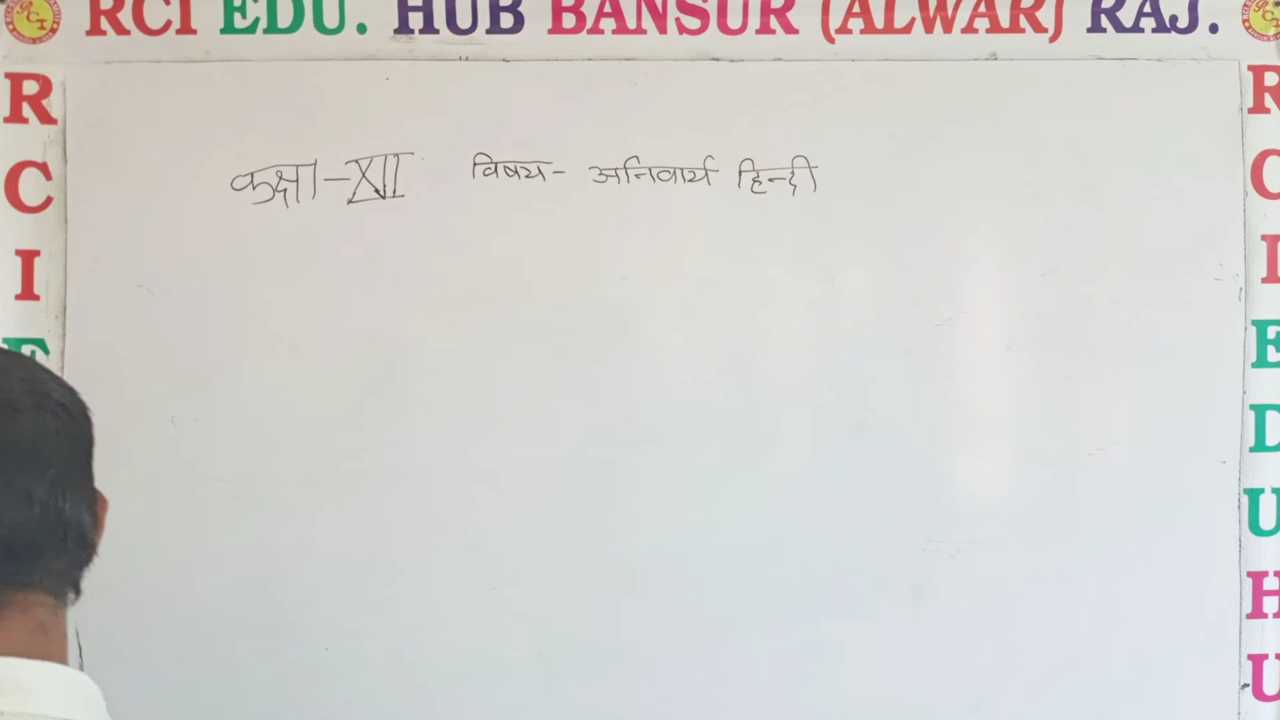 RCI EDU. HUB BANSUR (ALWAR) RAJ.
R
C
I
E
कक्षा-XII विषय- अनिवार्य हिन्दी
R
C
I
E
D
U
H
U